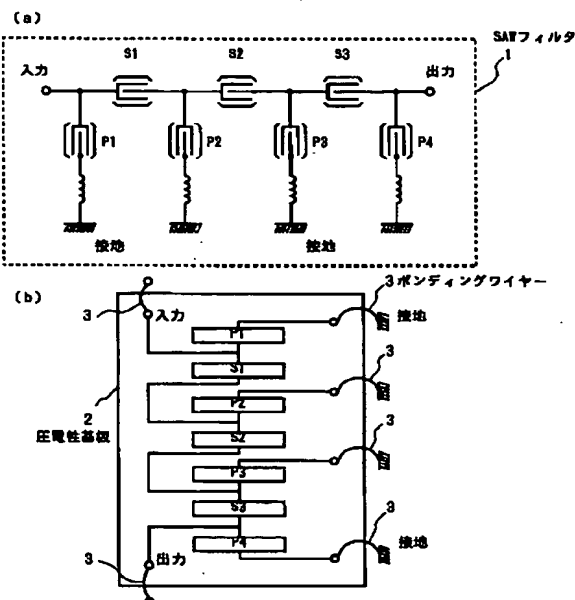 (a)
SAWフィルタ
1
S1 S2 S3
入力 出力
P1 P2 P3 P4
接地 接地
(b)
3 ボンディングワイヤー
3 入力 接地
P1
S1
3
P2
2
圧電性基板
S2
3
P3
S3
3
P4 接地
3 出力